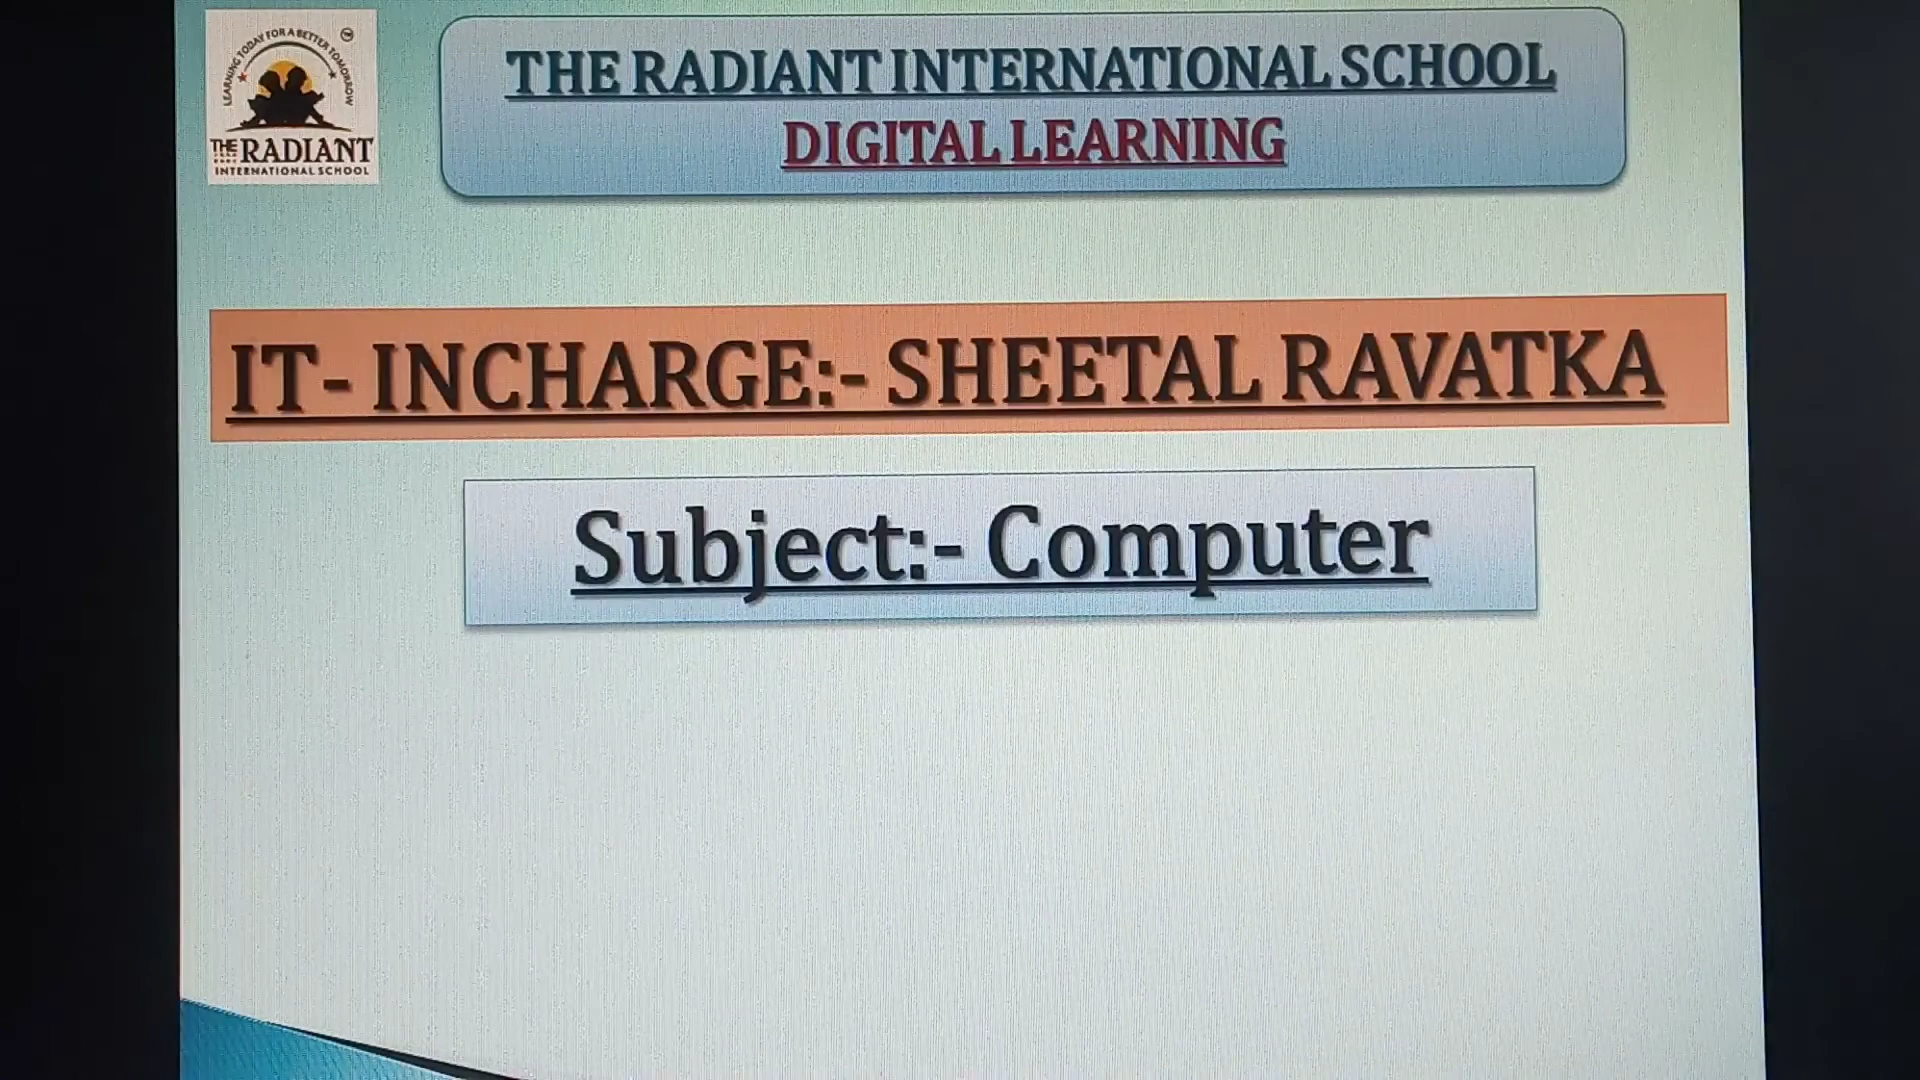 LEARNING TODAY FOR A BETTER TOMORROW
THE RADIANT
INTERNATIONAL SCHOOL
THE RADIANT INTERNATIONAL SCHOOL
DIGITAL LEARNING
IT- INCHARGE:- SHEETAL RAVATKA
Subject:- Computer